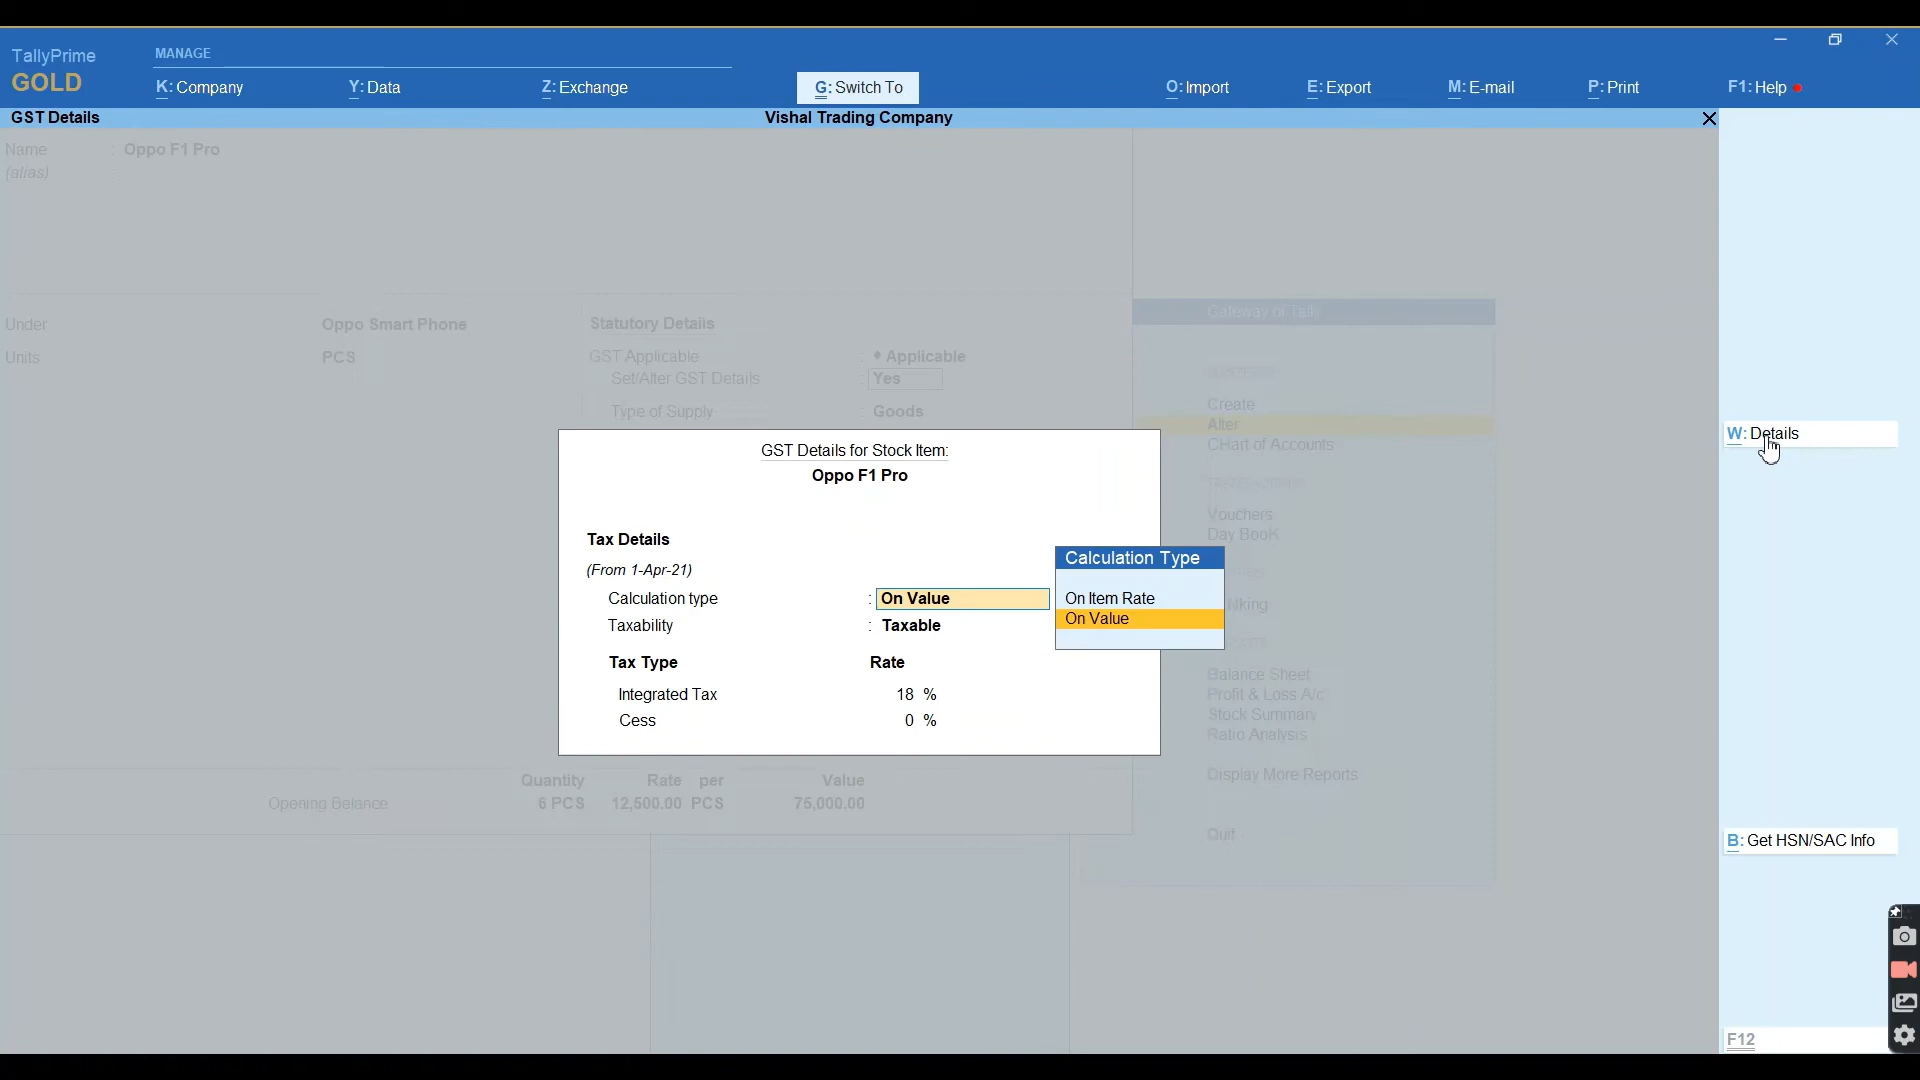 TallyPrime
GOLD
MANAGE
K: Company
Y: Data
Z: Exchange
G: Switch To
O: Import
E: Export
M: E-mail
P: Print
F1: Help
GST Details
Vishal Trading Company
Name : Oppo F1 Pro
(alias) :
Under Oppo Smart Phone
Units PCS
Statutory Details
GST Applicable : ♦ Applicable
Set/Alter GST Details : Yes
Type of Supply : Goods
GST Details for Stock Item:
Oppo F1 Pro
Tax Details
(From 1-Apr-21)
Calculation type : On Value
Taxability : Taxable
Tax Type Rate
Integrated Tax 18 %
Cess 0 %
Calculation Type
On Item Rate
On Value
Quantity Rate per Value
Opening Balance 6 PCS 12,500.00 PCS 75,000.00
Gateway of Tally
Create
Alter
CHart of Accounts
Vouchers
Day BooK
Balance Sheet
Profit & Loss A/c
Stock Summary
Ratio Analysis
Display More Reports
Quit
W: Details
B: Get HSN/SAC Info
F12